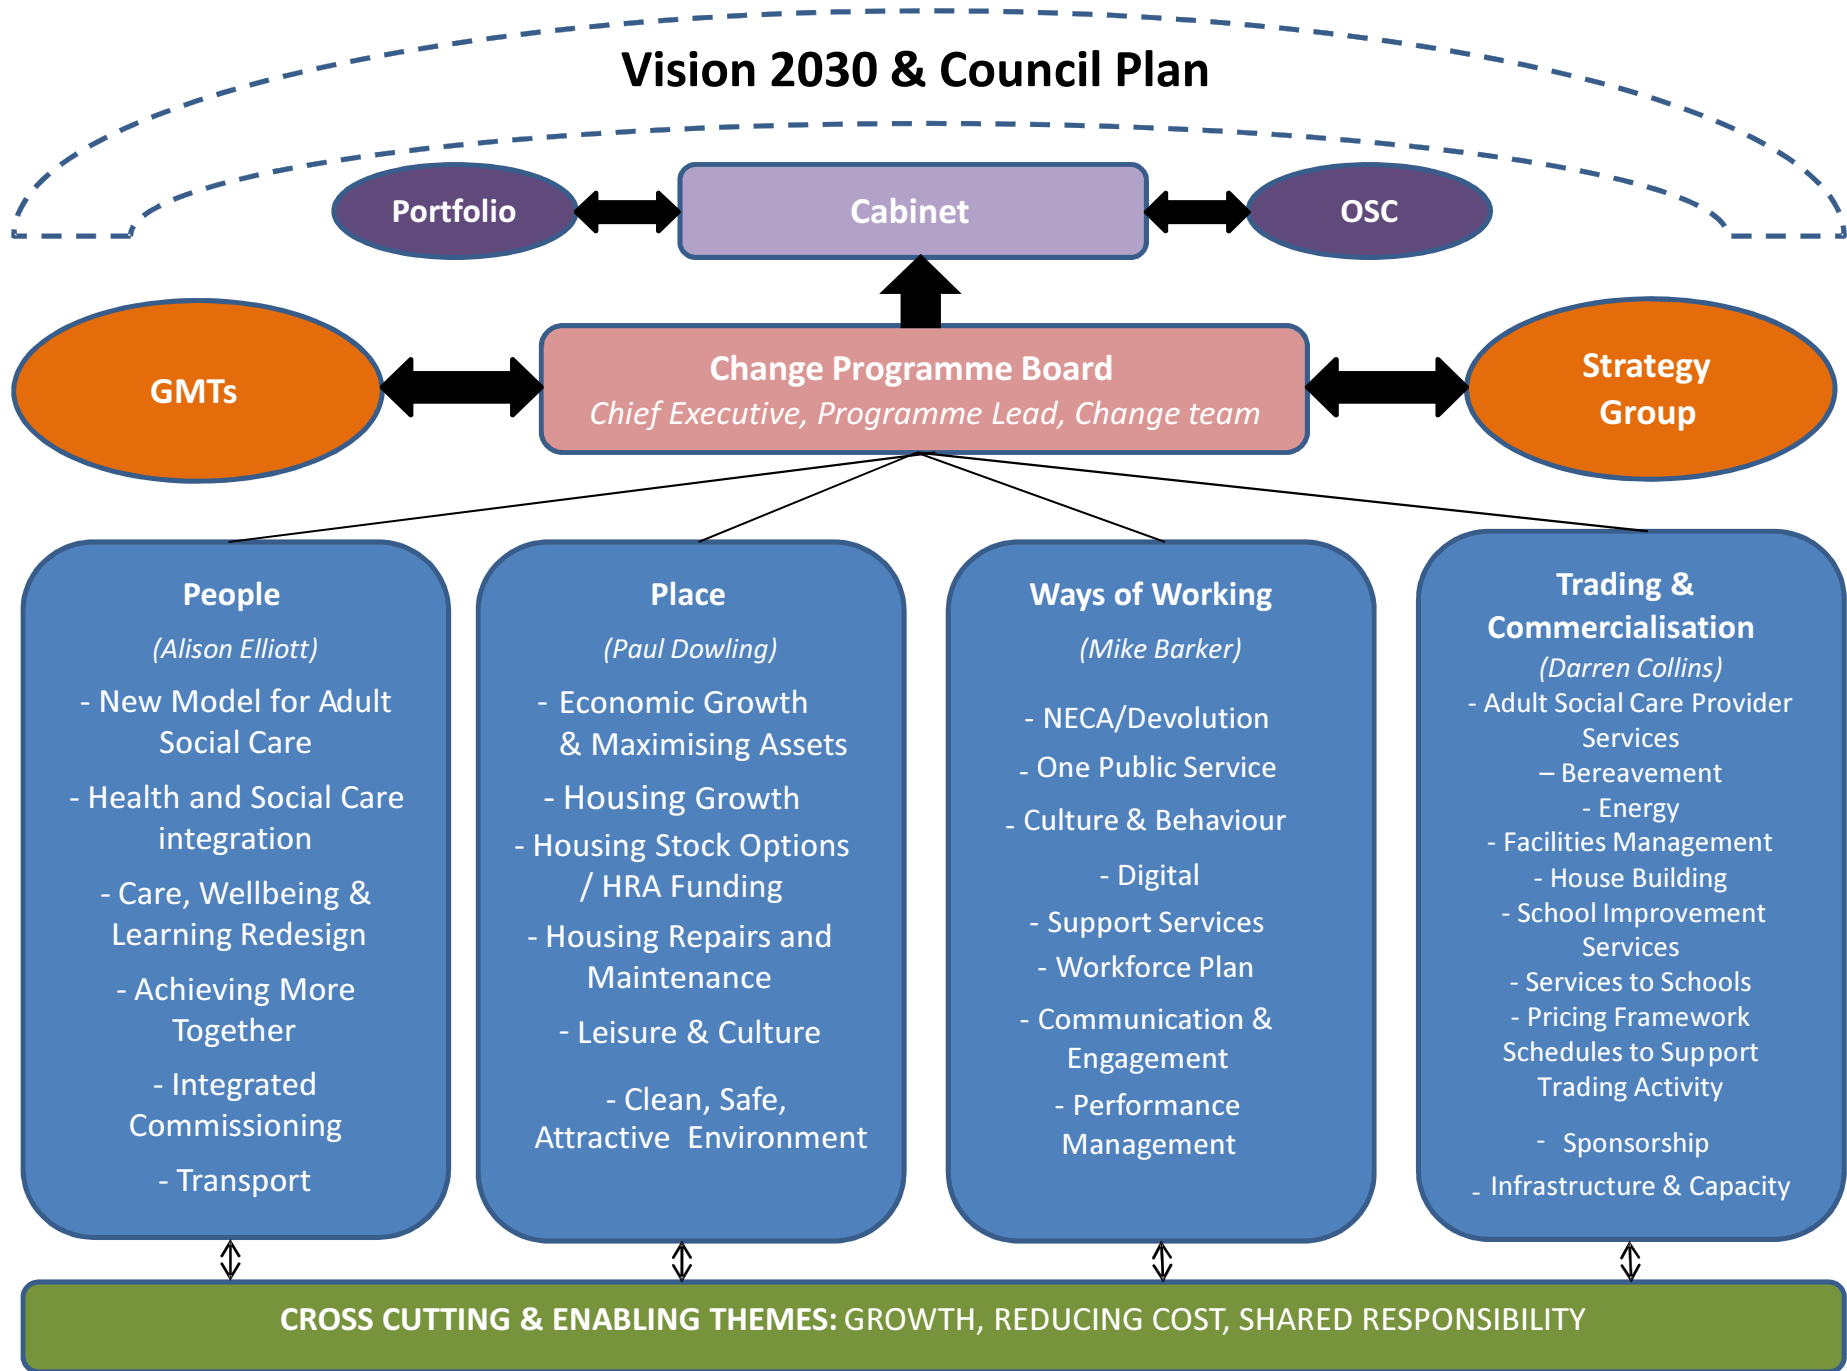 Vision 2030 & Council Plan
Portfolio
Cabinet
OSC
GMTs
Change Programme Board
Chief Executive, Programme Lead, Change team
Strategy
Group
People
(Alison Elliott)
- New Model for Adult
Social Care
- Health and Social Care
integration
- Care, Wellbeing &
Learning Redesign
- Achieving More
Together
- Integrated
Commissioning
- Transport
Place
(Paul Dowling)
- Economic Growth
& Maximising Assets
- Housing Growth
- Housing Stock Options
/ HRA Funding
- Housing Repairs and
Maintenance
- Leisure & Culture
- Clean, Safe,
Attractive Environment
Ways of Working
(Mike Barker)
- NECA/Devolution
- One Public Service
- Culture & Behaviour
- Digital
- Support Services
- Workforce Plan
- Communication &
Engagement
- Performance
Management
Trading &
Commercialisation
(Darren Collins)
- Adult Social Care Provider
Services
– Bereavement
- Energy
- Facilities Management
- House Building
- School Improvement
Services
- Services to Schools
- Pricing Framework
Schedules to Support
Trading Activity
- Sponsorship
- Infrastructure & Capacity
CROSS CUTTING & ENABLING THEMES: GROWTH, REDUCING COST, SHARED RESPONSIBILITY